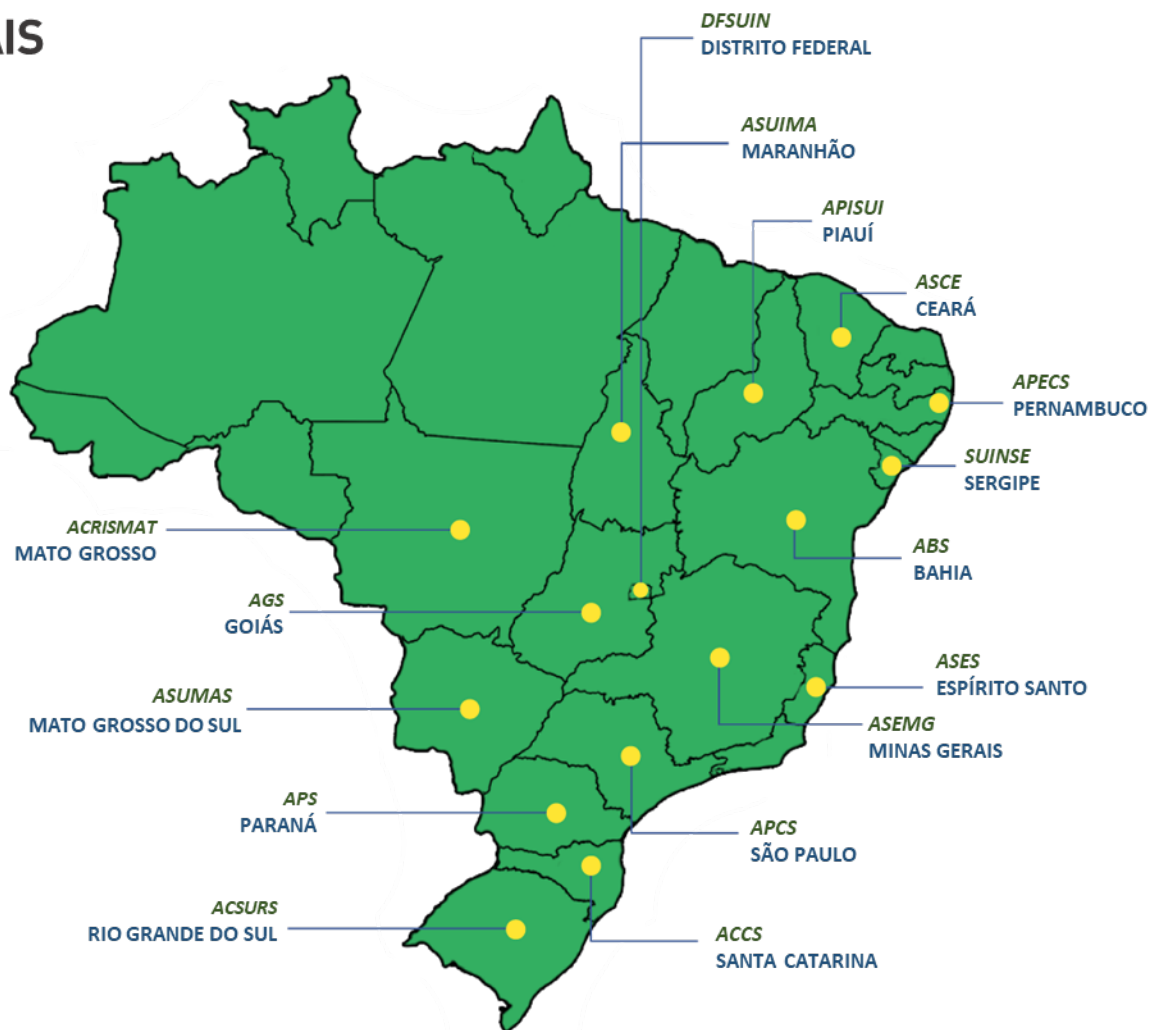 AIS
DFSUIN
DISTRITO FEDERAL
ASUIMA
MARANHÃO
APISUI
PIAUÍ
ASCE
CEARÁ
APECS
PERNAMBUCO
SUINSE
SERGIPE
ACRISMAT
MATO GROSSO
ABS
BAHIA
AGS
GOIÁS
ASES
ESPÍRITO SANTO
ASUMAS
MATO GROSSO DO SUL
ASEMG
MINAS GERAIS
APS
PARANÁ
APCS
SÃO PAULO
ACSURS
RIO GRANDE DO SUL
ACCS
SANTA CATARINA